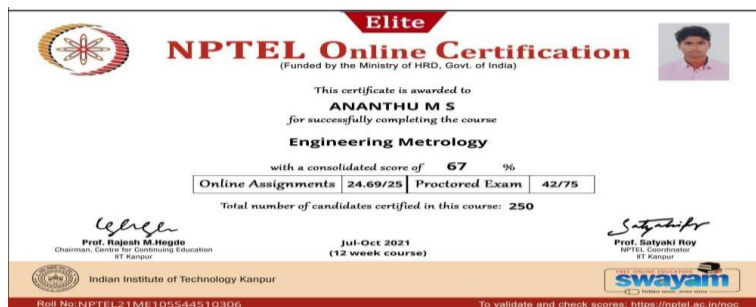 Elite
NPTEL Online Certification
(Funded by the Ministry of HRD, Govt. of India)
This certificate is awarded to
ANANTHU M S
for successfully completing the course
Engineering Metrology
with a consolidated score of 67 %
Online Assignments 24.69/25 Proctored Exam 42/75
Total number of candidates certified in this course: 250
Prof. Rajesh M.Hegde
Chairman, Centre for Continuing Education
IIT Kanpur
Jul-Oct 2021
(12 week course)
Prof. Satyaki Roy
NPTEL Coordinator
IIT Kanpur
Indian Institute of Technology Kanpur
FREE ONLINE EDUCATION
swayam
Roll No:NPTEL21ME105S44510306
To validate and check scores: https://nptel.ac.in/noc